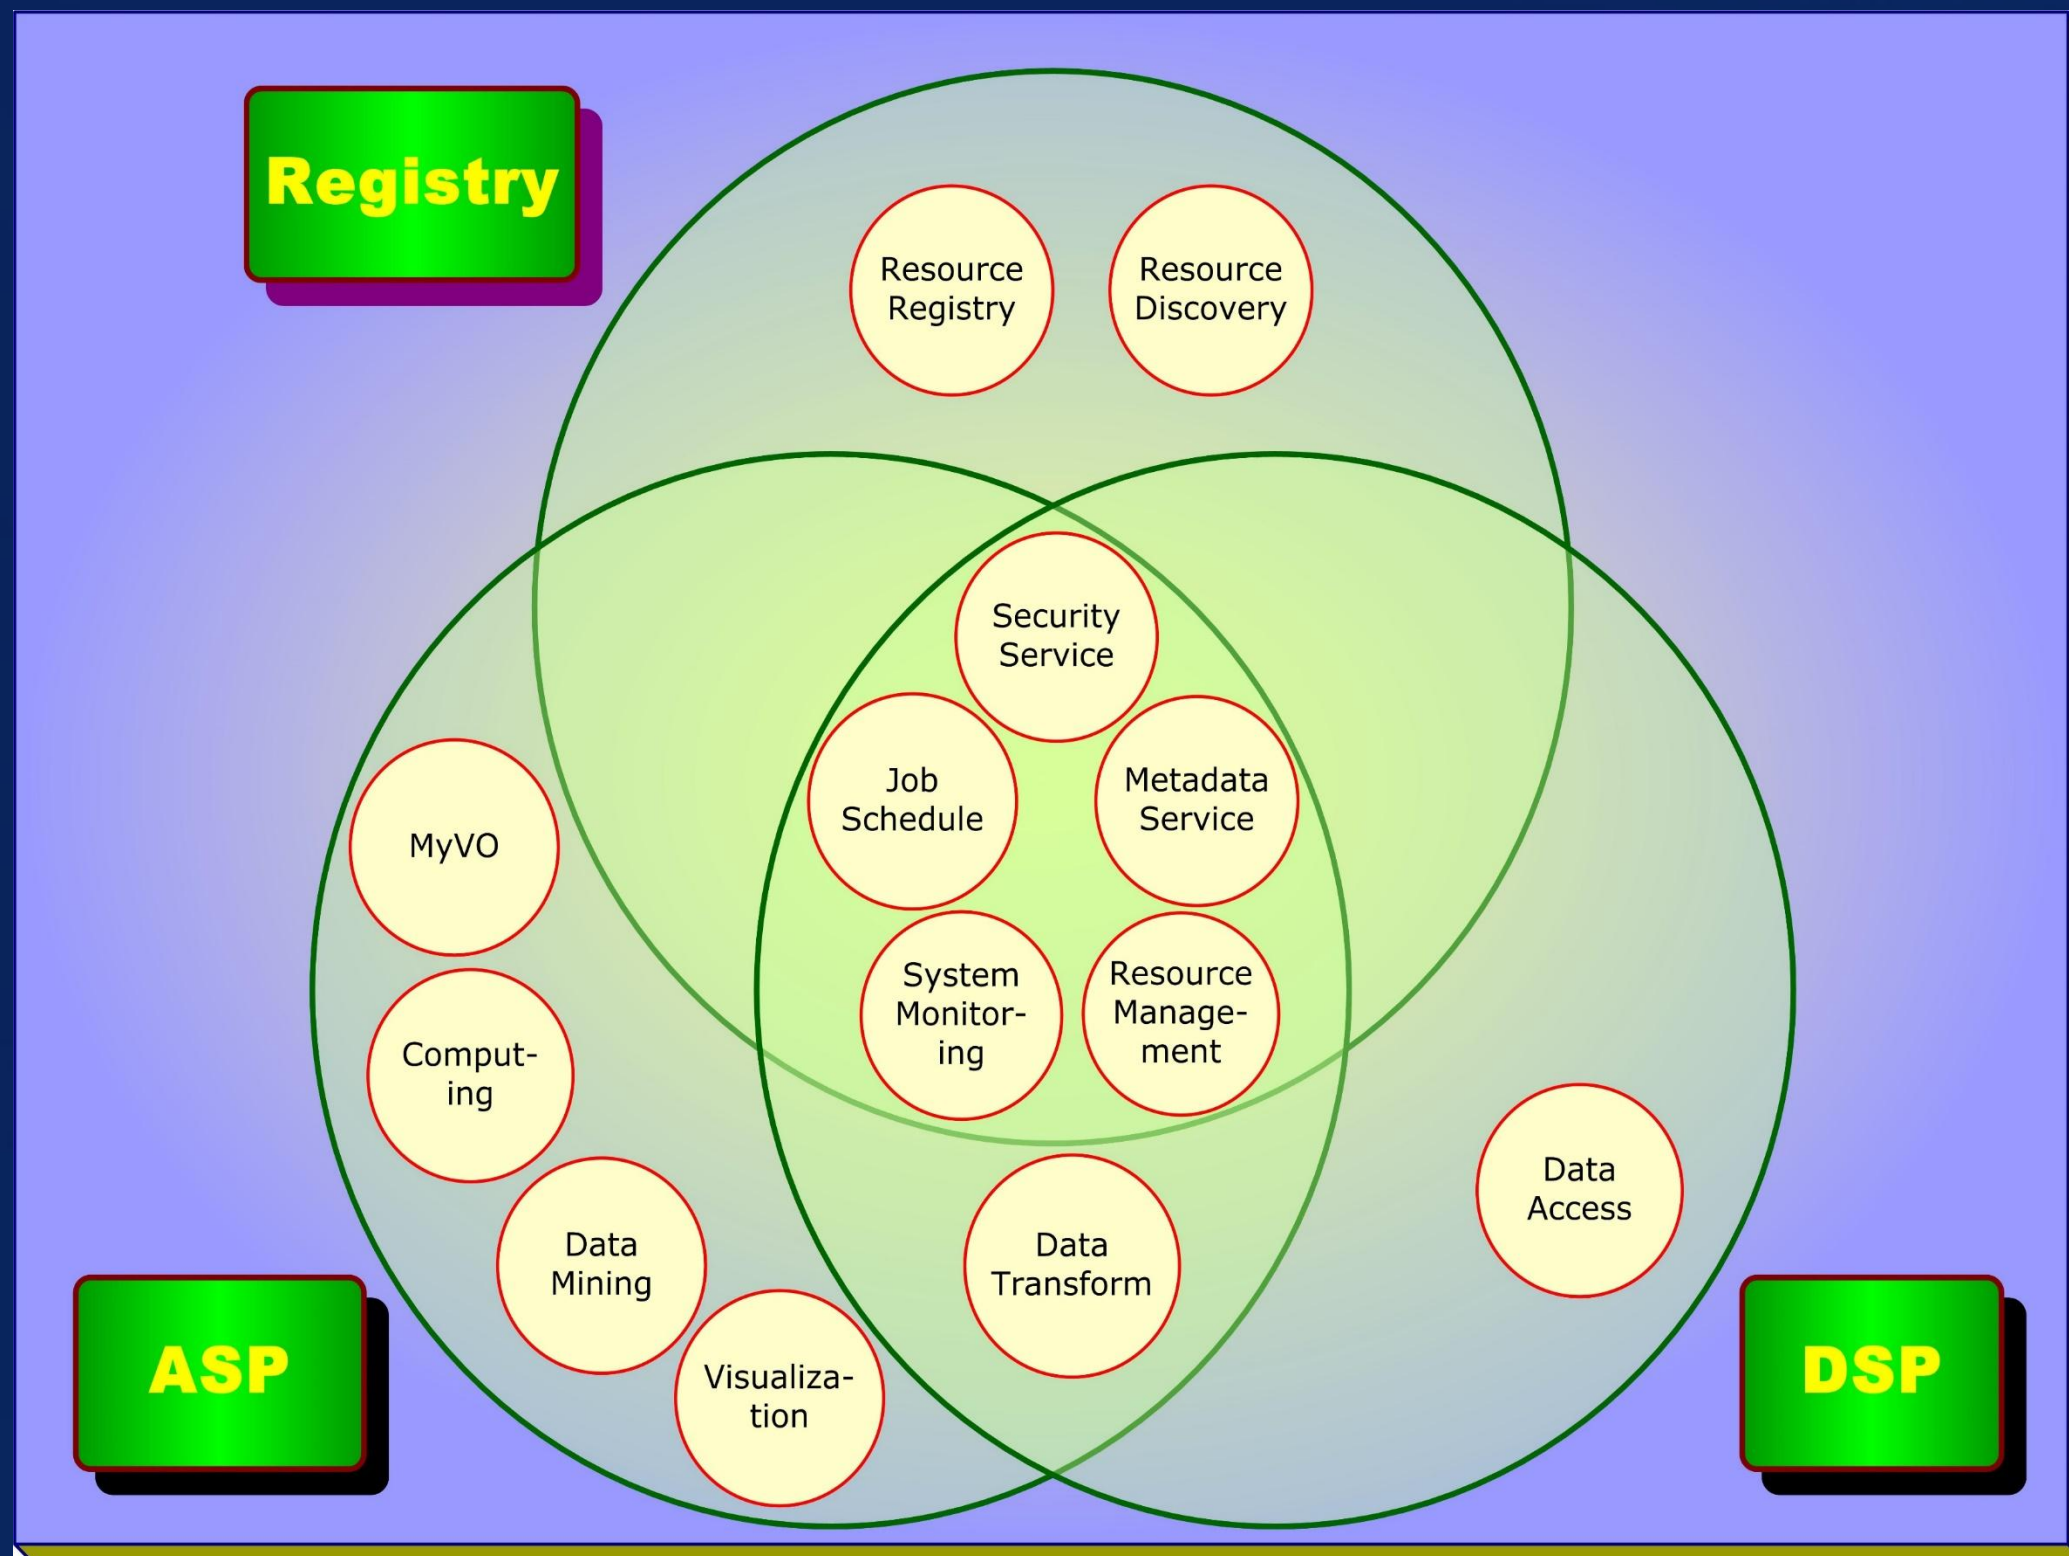 Registry
Resource
Registry
Resource
Discovery
Security
Service
Job
Schedule
Metadata
Service
MyVO
System
Monitor-
ing
Resource
Manage-
ment
Comput-
ing
Data
Access
Data
Mining
Data
Transform
Visualiza-
tion
ASP
DSP